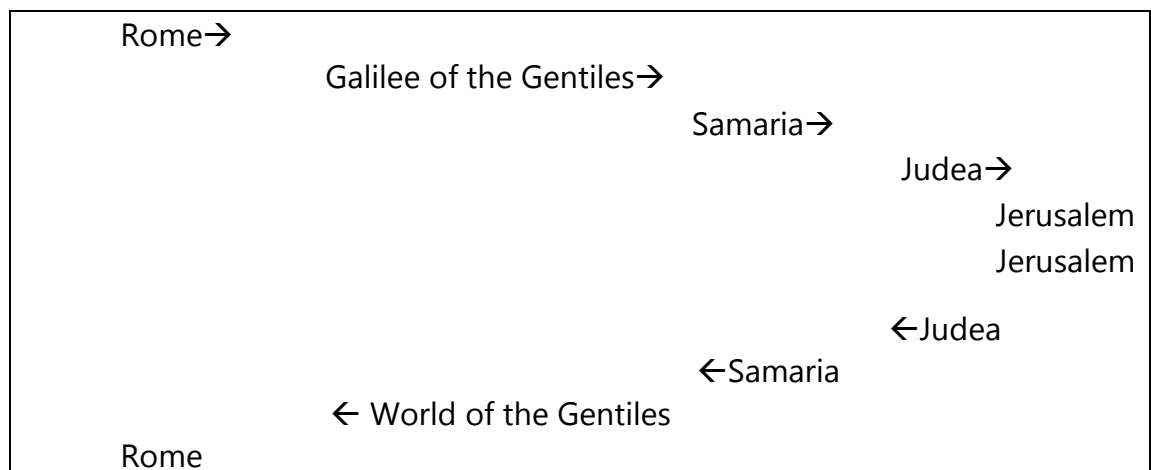 Rome→
Galilee of the Gentiles→
Samaria→
Judea→
Jerusalem
Jerusalem
←Judea
←Samaria
← World of the Gentiles
Rome